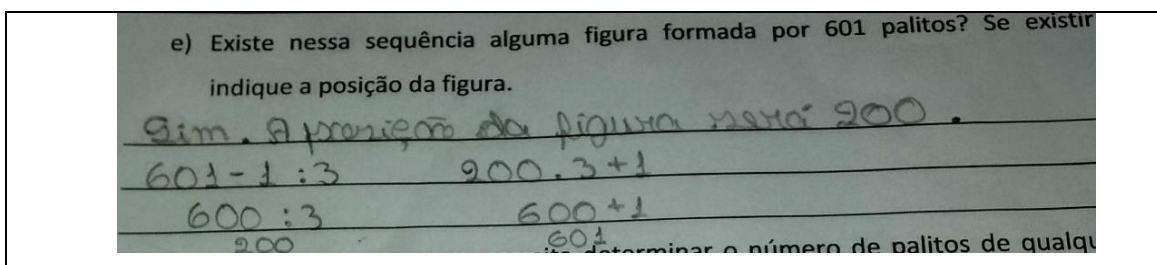 e) Existe nessa sequência alguma figura formada por 601 palitos? Se existir
indique a posição da figura.
Sim. A posição da figura será 200.
601-1:3 200.3+1
600:3 600+1
200 601
determinar o número de palitos de qualqu